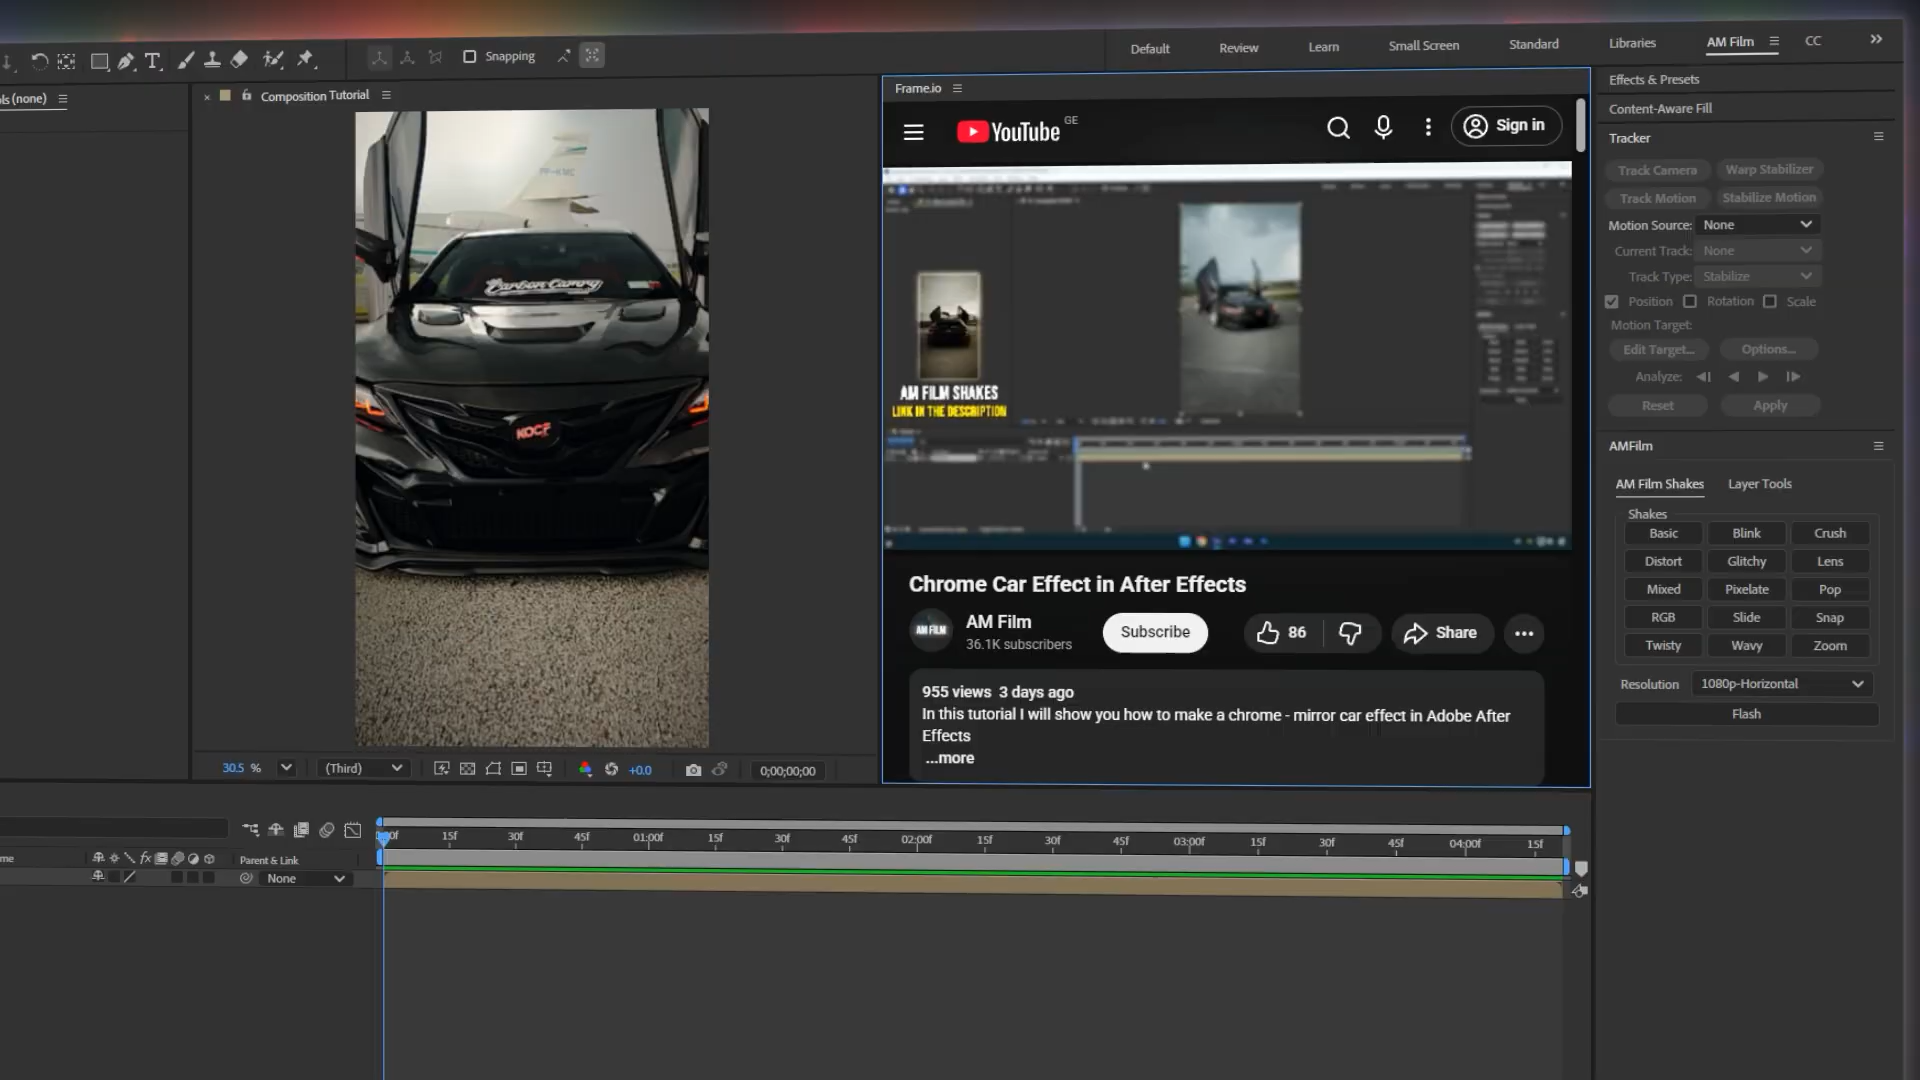 Snapping
Default
Review
Learn
Small Screen
Standard
Libraries
AM Film
CC
ls (none)
Composition Tutorial
PP-KMC
Carbon Camry
30.5 %
(Third)
+0.0
0;00;00;00
Frame.io
YouTube GE
Sign in
AM FILM SHAKES
LINK IN THE DESCRIPTION
Chrome Car Effect in After Effects
AM FILM
AM Film
36.1K subscribers
Subscribe
86
Share
955 views 3 days ago
In this tutorial I will show you how to make a chrome - mirror car effect in Adobe After
Effects
...more
Effects & Presets
Content-Aware Fill
Tracker
Track Camera
Warp Stabilizer
Track Motion
Stabilize Motion
Motion Source: None
Current Track: None
Track Type: Stabilize
Position
Rotation
Scale
Motion Target:
Edit Target...
Options...
Analyze:
Reset
Apply
AMFilm
AM Film Shakes
Layer Tools
Shakes
Basic
Blink
Crush
Distort
Glitchy
Lens
Mixed
Pixelate
Pop
RGB
Slide
Snap
Twisty
Wavy
Zoom
Resolution
1080p-Horizontal
Flash
15f
30f
45f
01:00f
15f
30f
45f
02:00f
15f
30f
45f
03:00f
15f
30f
45f
04:00f
15f
me
fx
Parent & Link
None